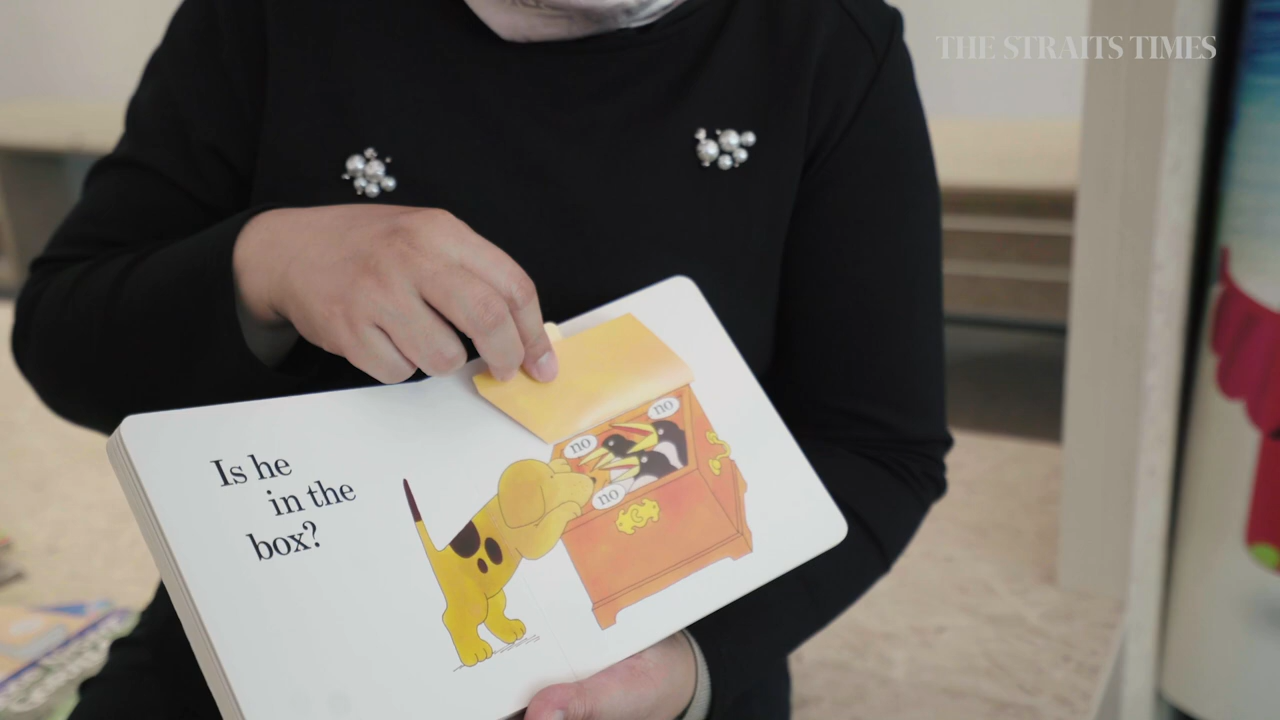 THE STRAITS TIMES
Is he
in the
box?
no
no
no